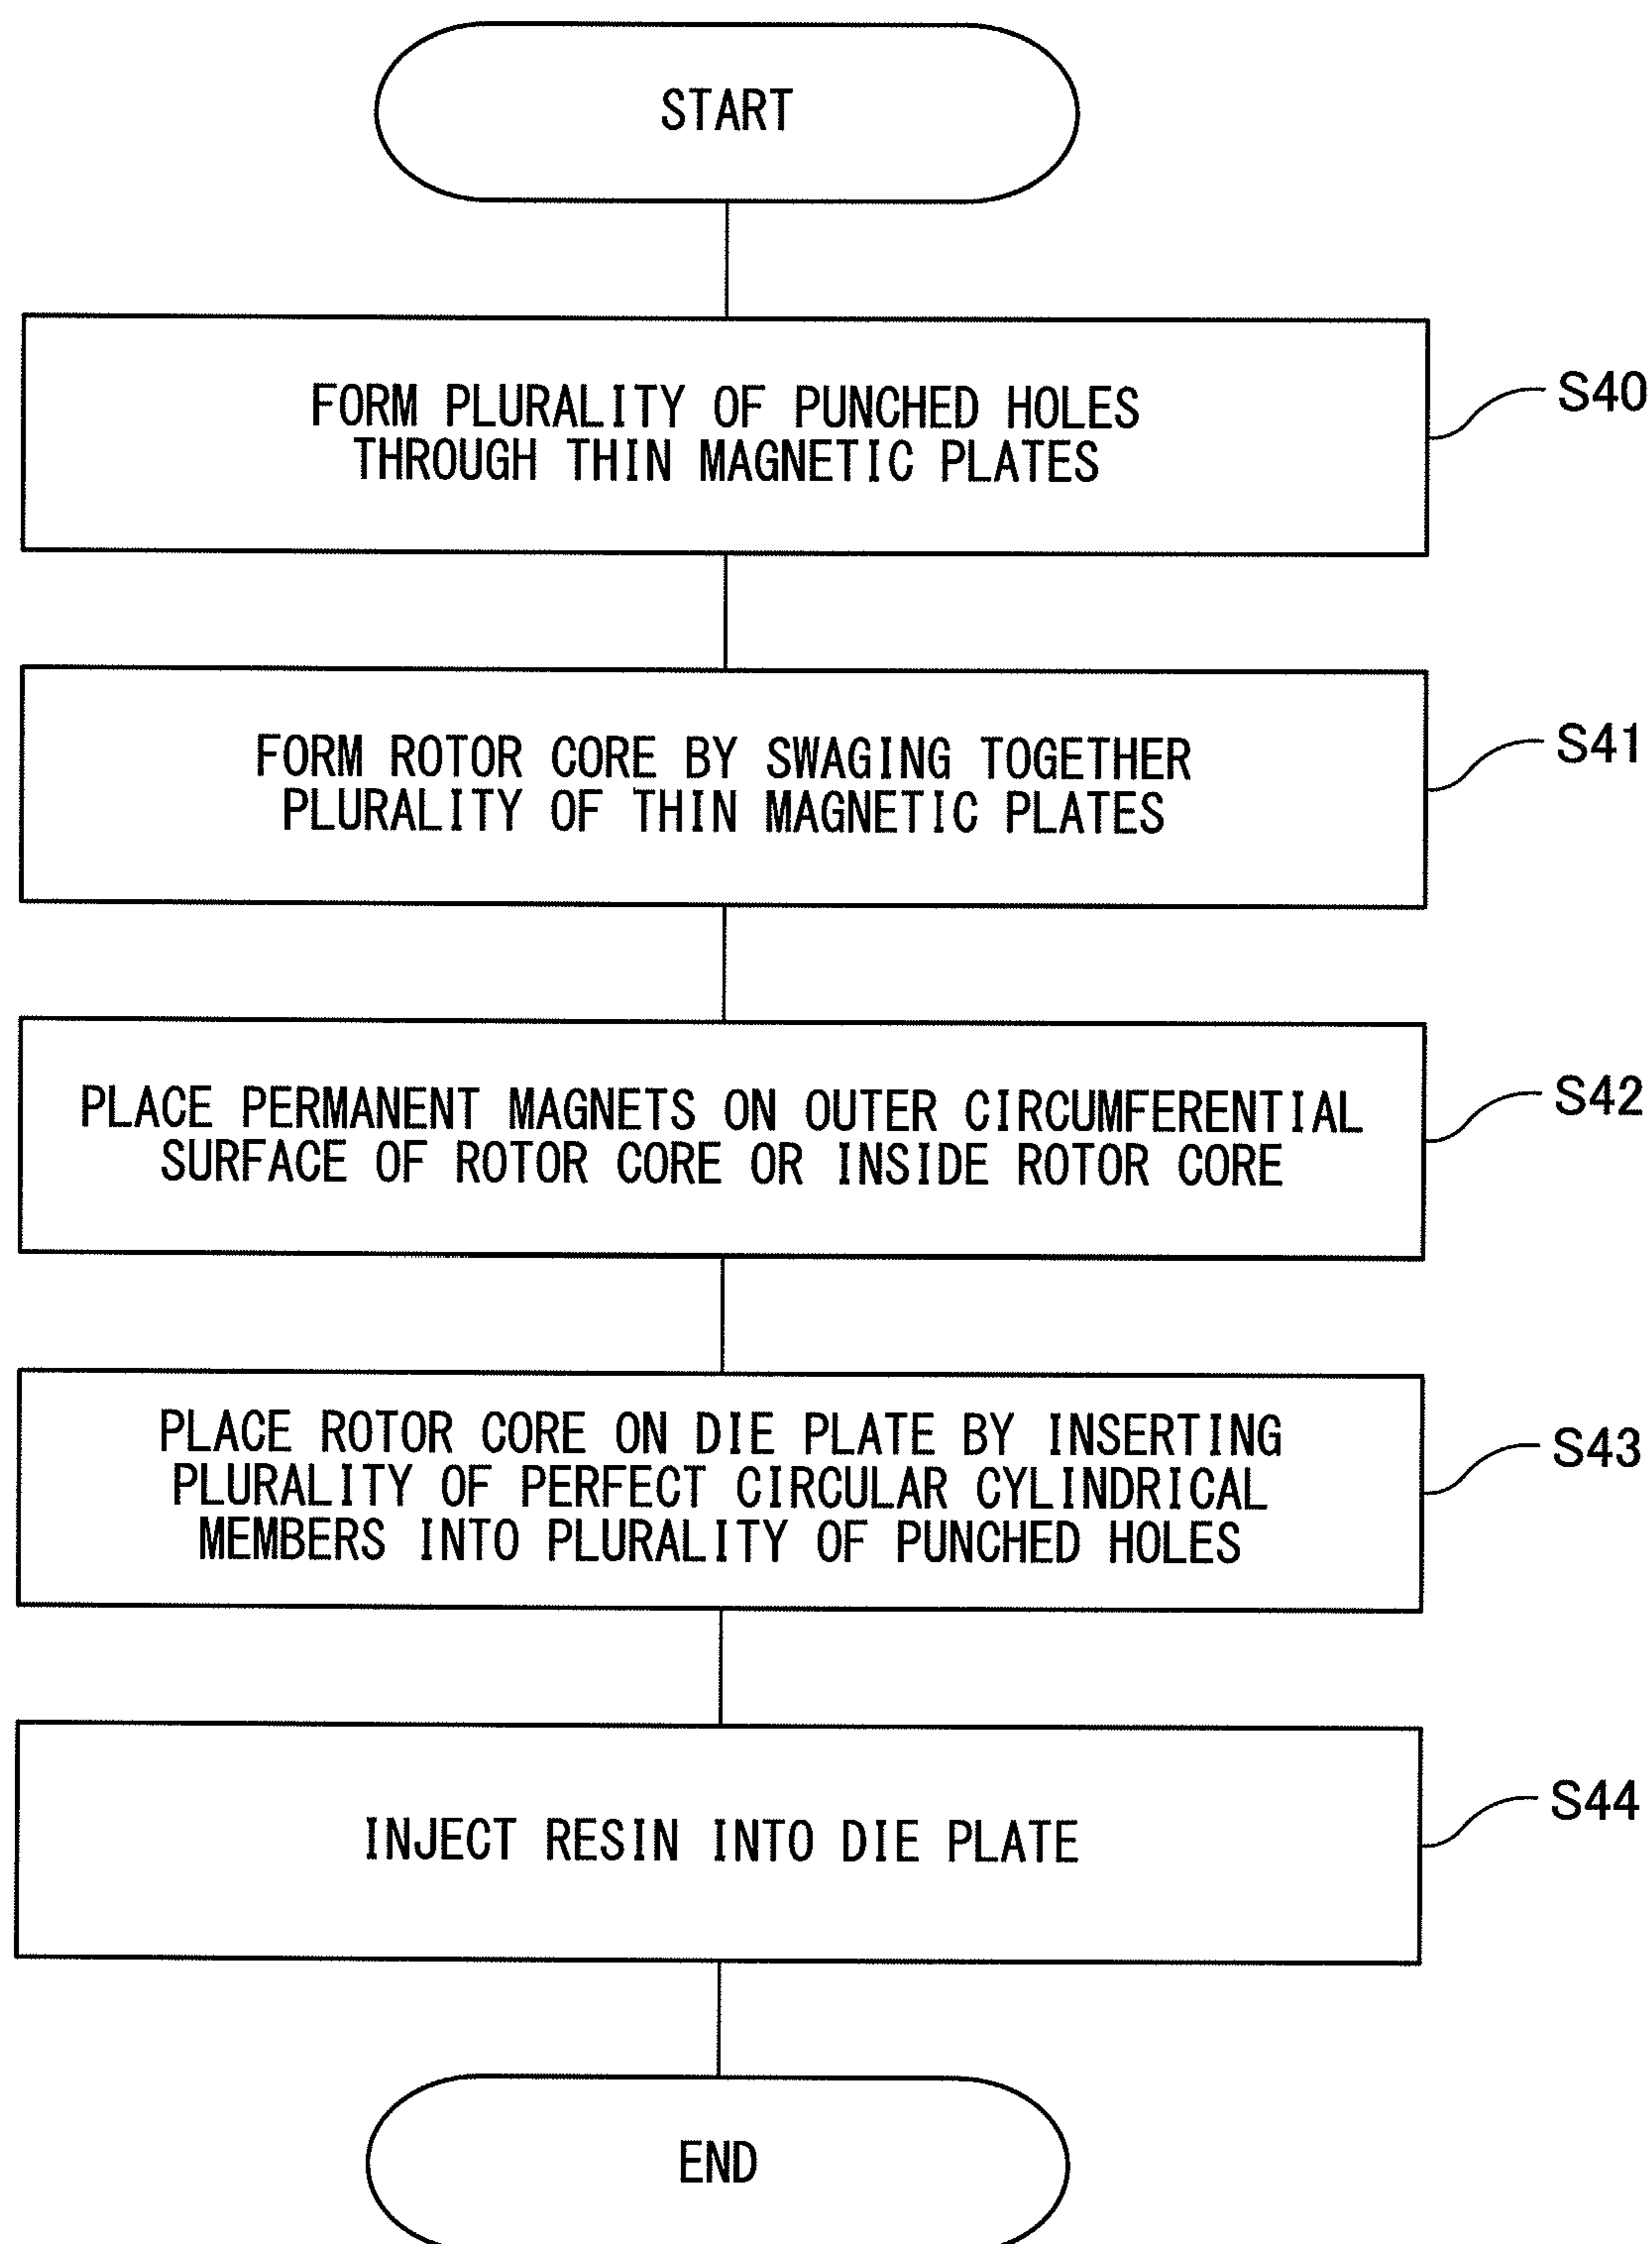 START
FORM PLURALITY OF PUNCHED HOLES
THROUGH THIN MAGNETIC PLATES
S40
FORM ROTOR CORE BY SWAGING TOGETHER
PLURALITY OF THIN MAGNETIC PLATES
S41
PLACE PERMANENT MAGNETS ON OUTER CIRCUMFERENTIAL
SURFACE OF ROTOR CORE OR INSIDE ROTOR CORE
S42
PLACE ROTOR CORE ON DIE PLATE BY INSERTING
PLURALITY OF PERFECT CIRCULAR CYLINDRICAL
MEMBERS INTO PLURALITY OF PUNCHED HOLES
S43
INJECT RESIN INTO DIE PLATE
S44
END